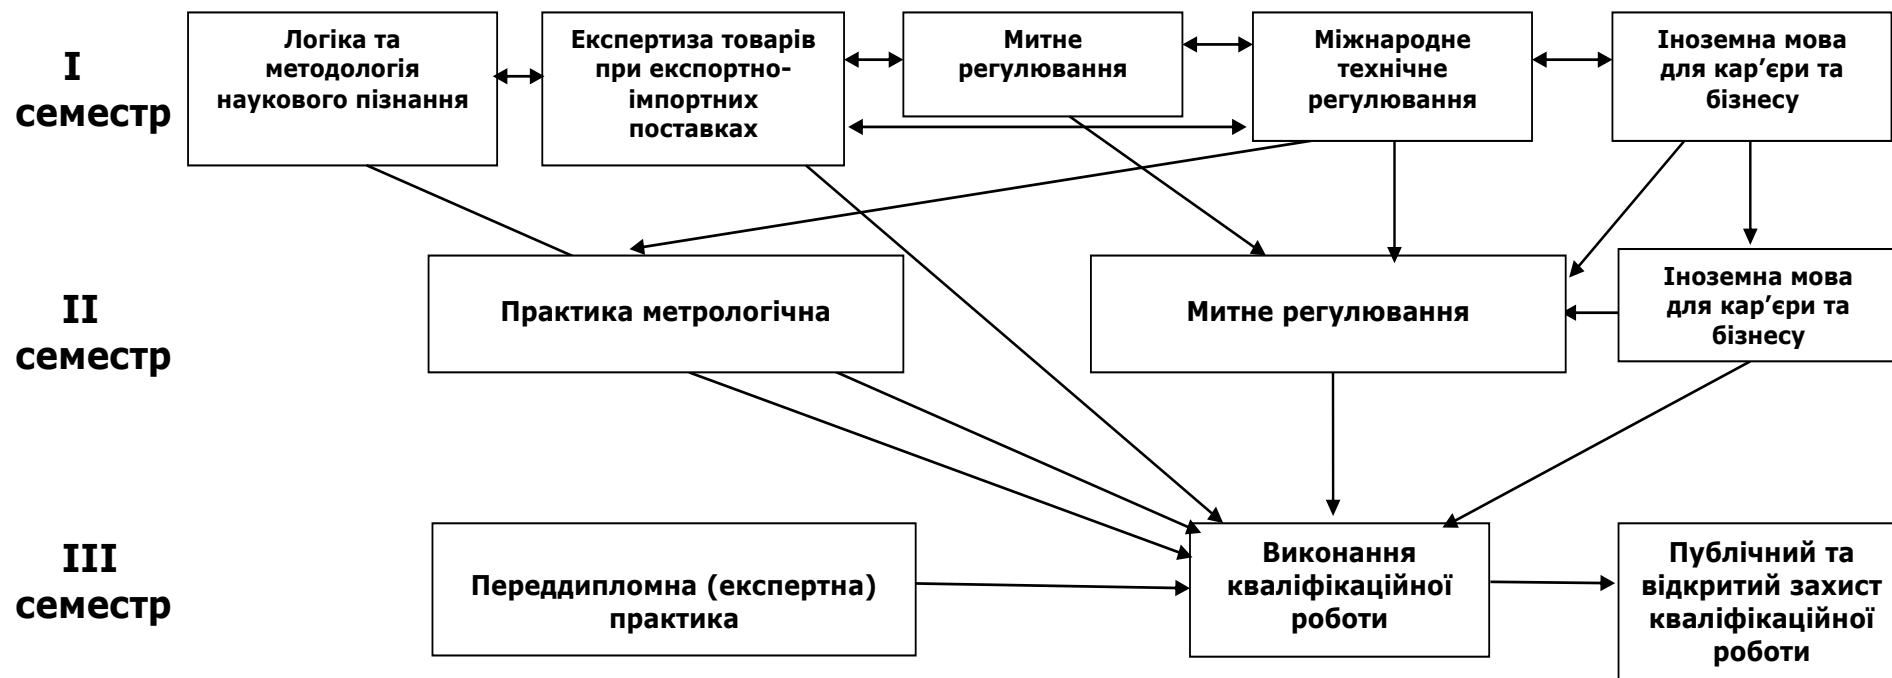 I
семестр
Логіка та
методологія
наукового пізнання
Експертиза товарів
при експортно-
імпортних
поставках
Митне
регулювання
Міжнародне
технічне
регулювання
Іноземна мова
для кар’єри та
бізнесу
II
семестр
Практика метрологічна
Митне регулювання
Іноземна мова
для кар’єри та
бізнесу
III
семестр
Переддипломна (експертна)
практика
Виконання
кваліфікаційної
роботи
Публічний та
відкритий захист
кваліфікаційної
роботи